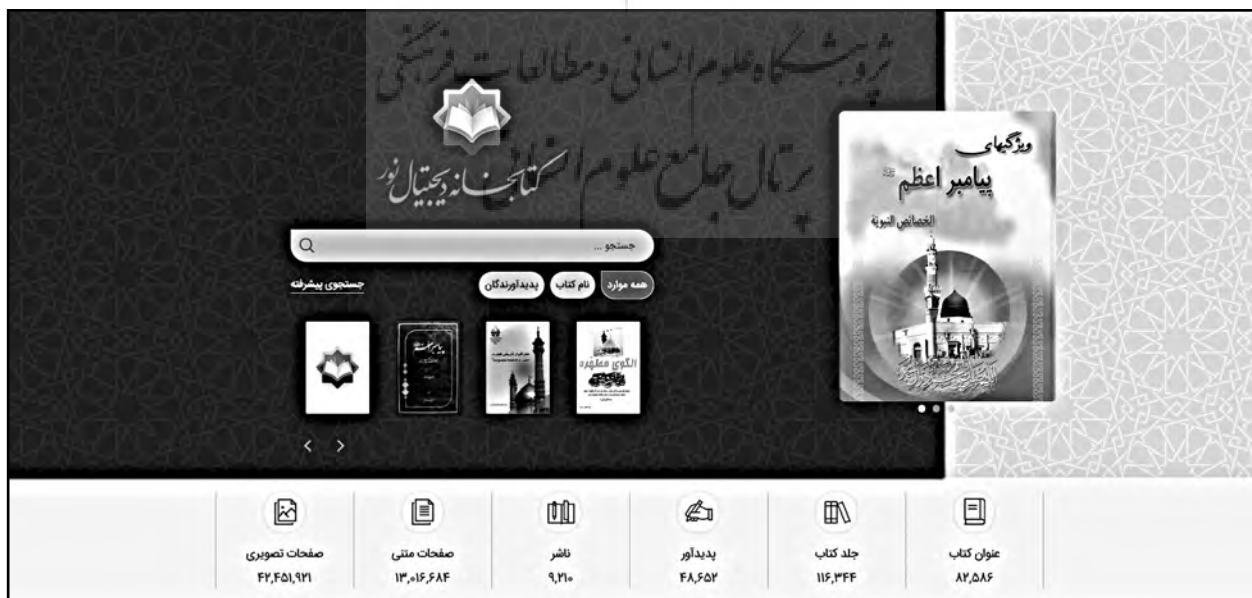 پژوهشگاه علوم انسانی و مطالعات فرهنگی
پرتال جامع علوم انسانی
کتابخانه دیجیتال نور
ویژگیهای
پیامبر اعظم
الخصائص النبویة
جستجو ...
همه موارد
نام کتاب
پدیدآورندگان
جستجوی پیشرفته
الگوی مطهره
عنوان کتاب
۸۲,۵۸۶
جلد کتاب
۱۱۶,۳۴۴
پدیدآور
۴۸,۶۵۲
ناشر
۹,۲۱۰
صفحات متنی
۱۳,۰۱۶,۶۸۴
صفحات تصویری
۴۲,۴۵۱,۹۲۱